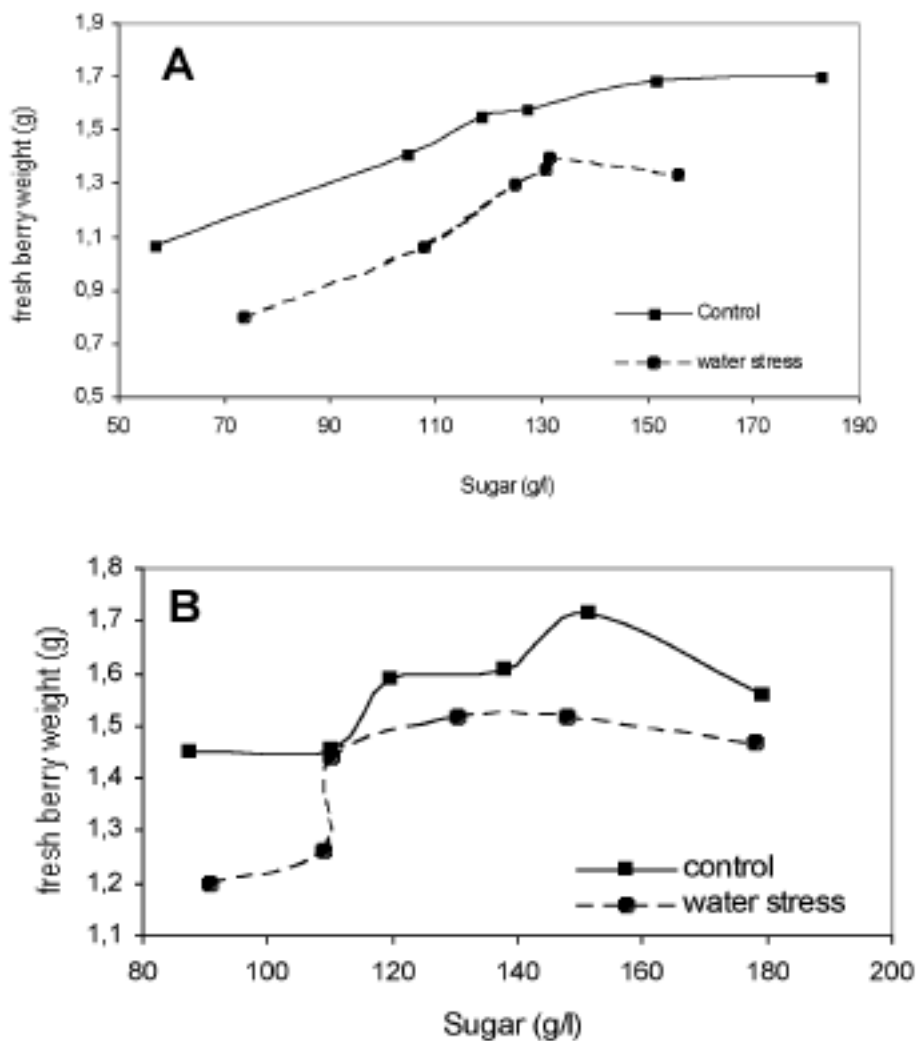 A
fresh berry weight (g)
1,9
1,7
1,5
1,3
1,1
0,9
0,7
0,5
50 70 90 110 130 150 170 190
Control
water stress
Sugar (g/l)
B
fresh berry weight (g)
1,8
1,7
1,6
1,5
1,4
1,3
1,2
1,1
80 100 120 140 160 180 200
control
water stress
Sugar (g/l)